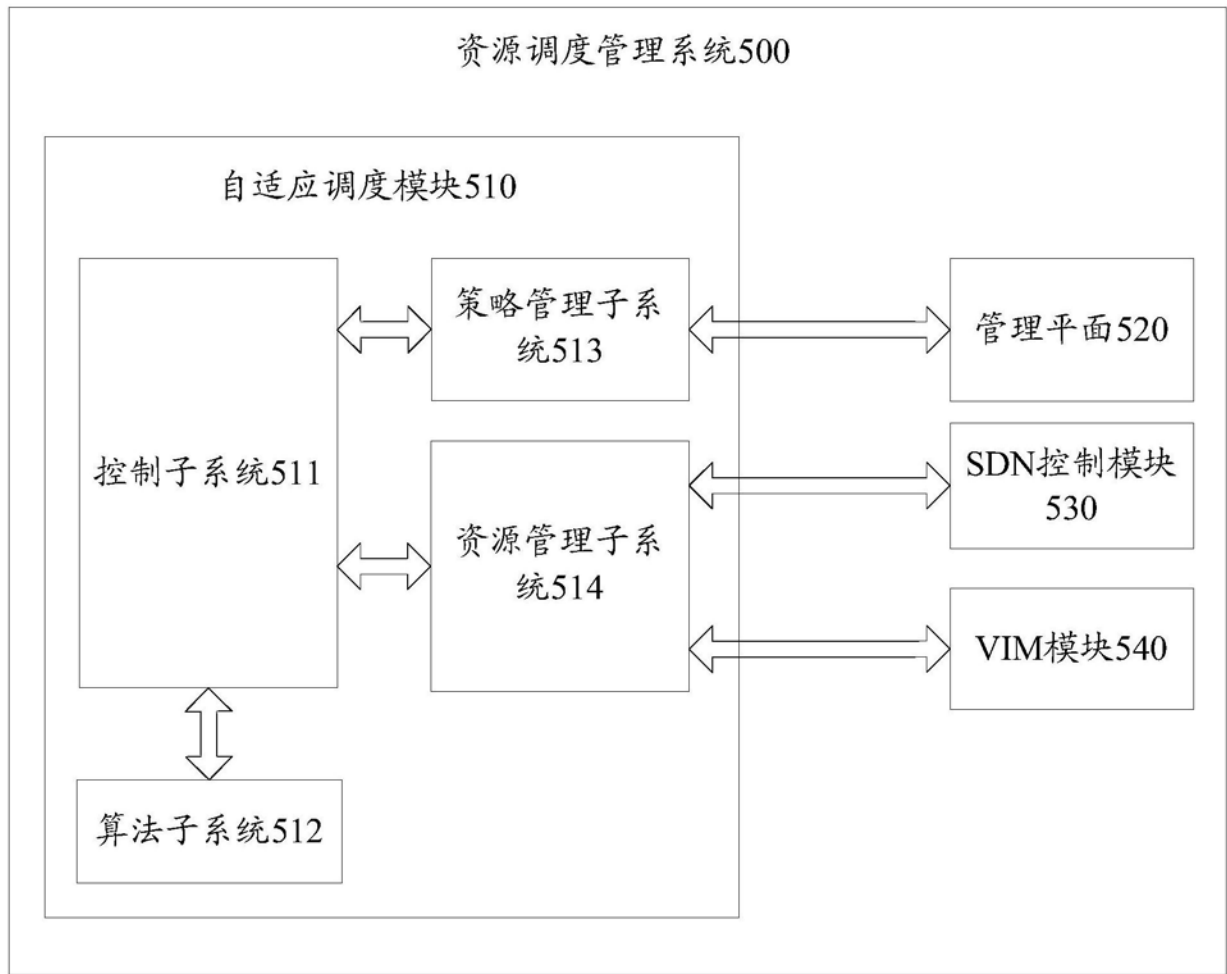 资源调度管理系统500
自适应调度模块510
控制子系统511
策略管理子系
统513
管理平面520
资源管理子系
统514
SDN控制模块
530
VIM模块540
算法子系统512